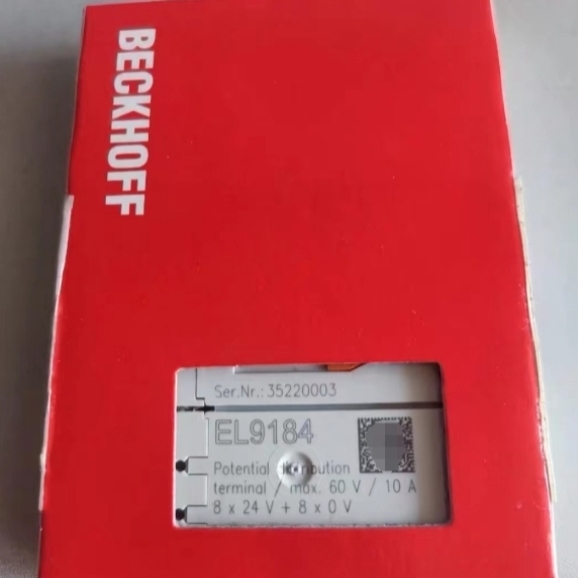 BECKHOFF
Ser.Nr.: 35220003
EL9184
Potential
terminal / max. 60 V / 10 A
8 x 24 V + 8 x 0 V